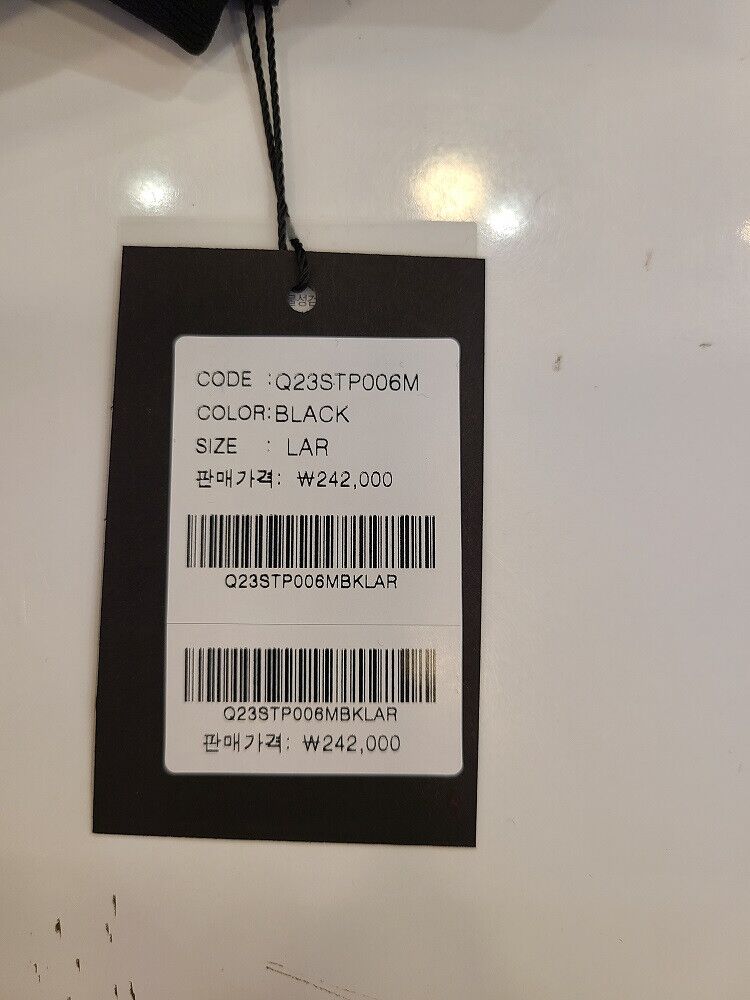 CODE :Q23STP006M
COLOR:BLACK
SIZE : LAR
판매가격: ₩242,000
Q23STP006MBKLAR
Q23STP006MBKLAR
판매가격: ₩242,000